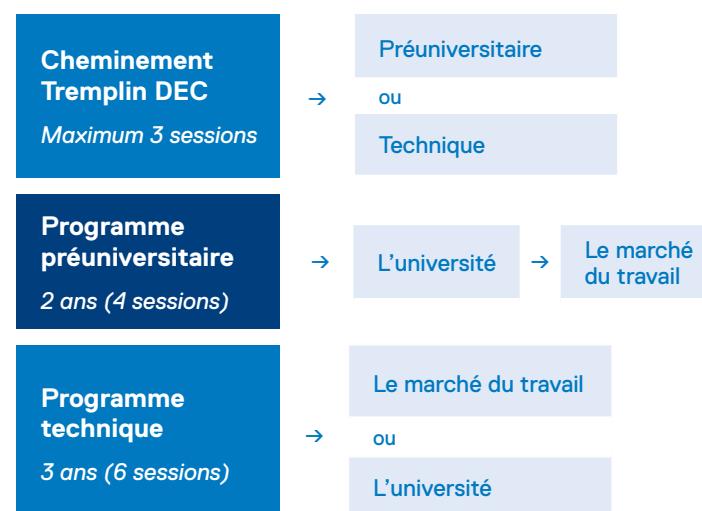 Cheminement
Tremplin DEC
Maximum 3 sessions
→
Préuniversitaire
ou
Technique
Programme
préuniversitaire
2 ans (4 sessions)
→
L'université
→
Le marché
du travail
Programme
technique
3 ans (6 sessions)
→
Le marché du travail
ou
L'université